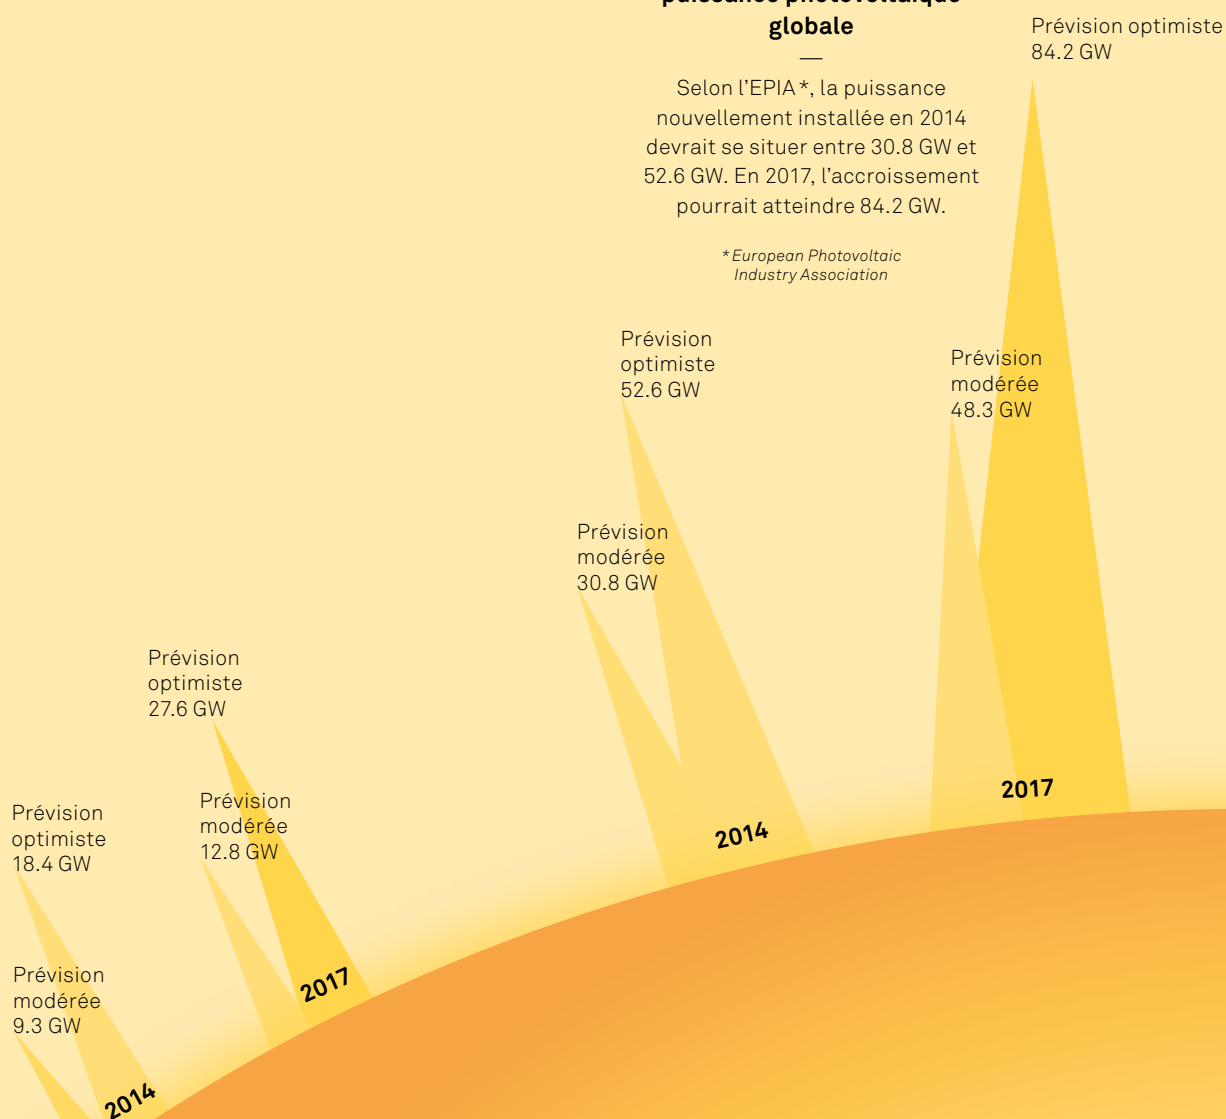 globale
—
Selon l’EPIA*, la puissance
nouvellement installée en 2014
devrait se situer entre 30.8 GW et
52.6 GW. En 2017, l’accroissement
pourrait atteindre 84.2 GW.
* European Photovoltaic
Industry Association
Prévision optimiste
84.2 GW
Prévision
optimiste
52.6 GW
Prévision
modérée
48.3 GW
Prévision
modérée
30.8 GW
Prévision
optimiste
27.6 GW
Prévision
modérée
12.8 GW
Prévision
optimiste
18.4 GW
Prévision
modérée
9.3 GW
2017
2014
2017
2014